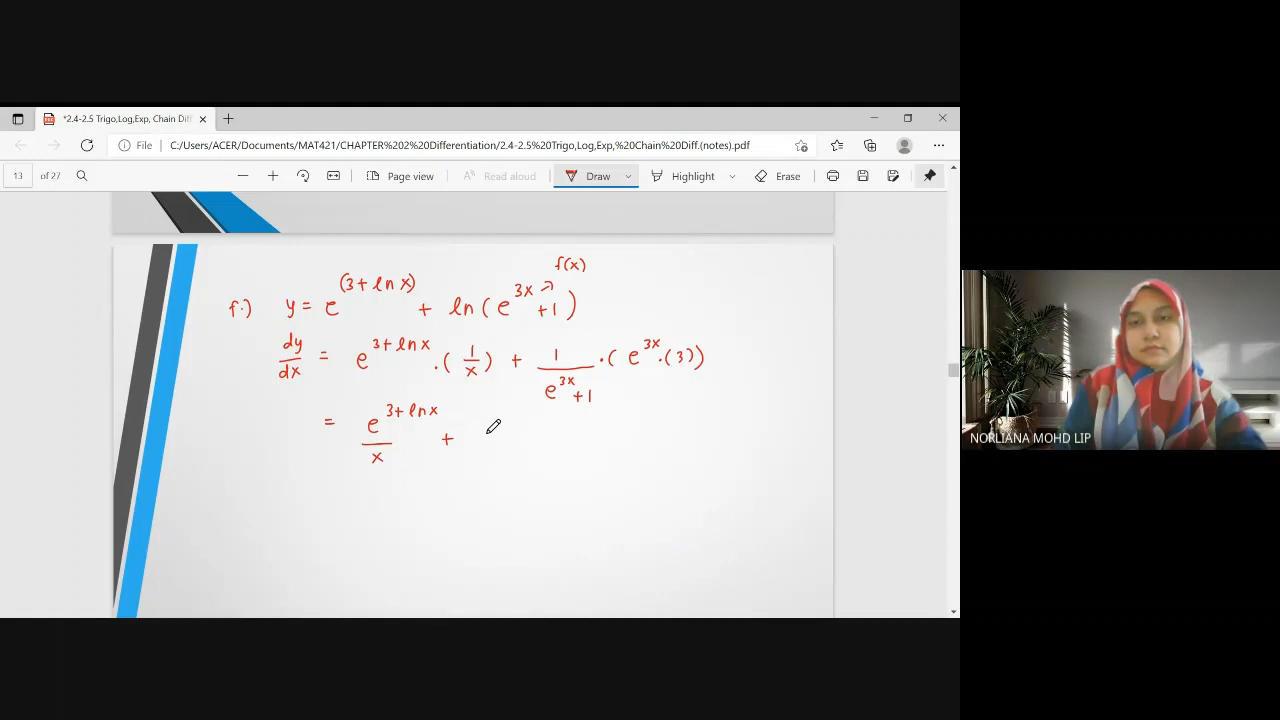 *2.4-2.5 Trigo,Log,Exp, Chain Dif
File C:/Users/ACER/Documents/MAT421/CHAPTER%202%20Differentiation/2.4-2.5%20Trigo,Log,Exp,%20Chain%20Diff.(notes).pdf
13 of 27 Page view Read aloud Draw Highlight Erase
f(x)
f.) y = e^(3 + ln x) + ln ( e^3x + 1 )
dy/dx = e^3 + ln x · ( 1/x ) + 1/(e^3x + 1) · ( e^3x · (3))
= e^3 + ln x / x +
NORLIANA MOHD LIP